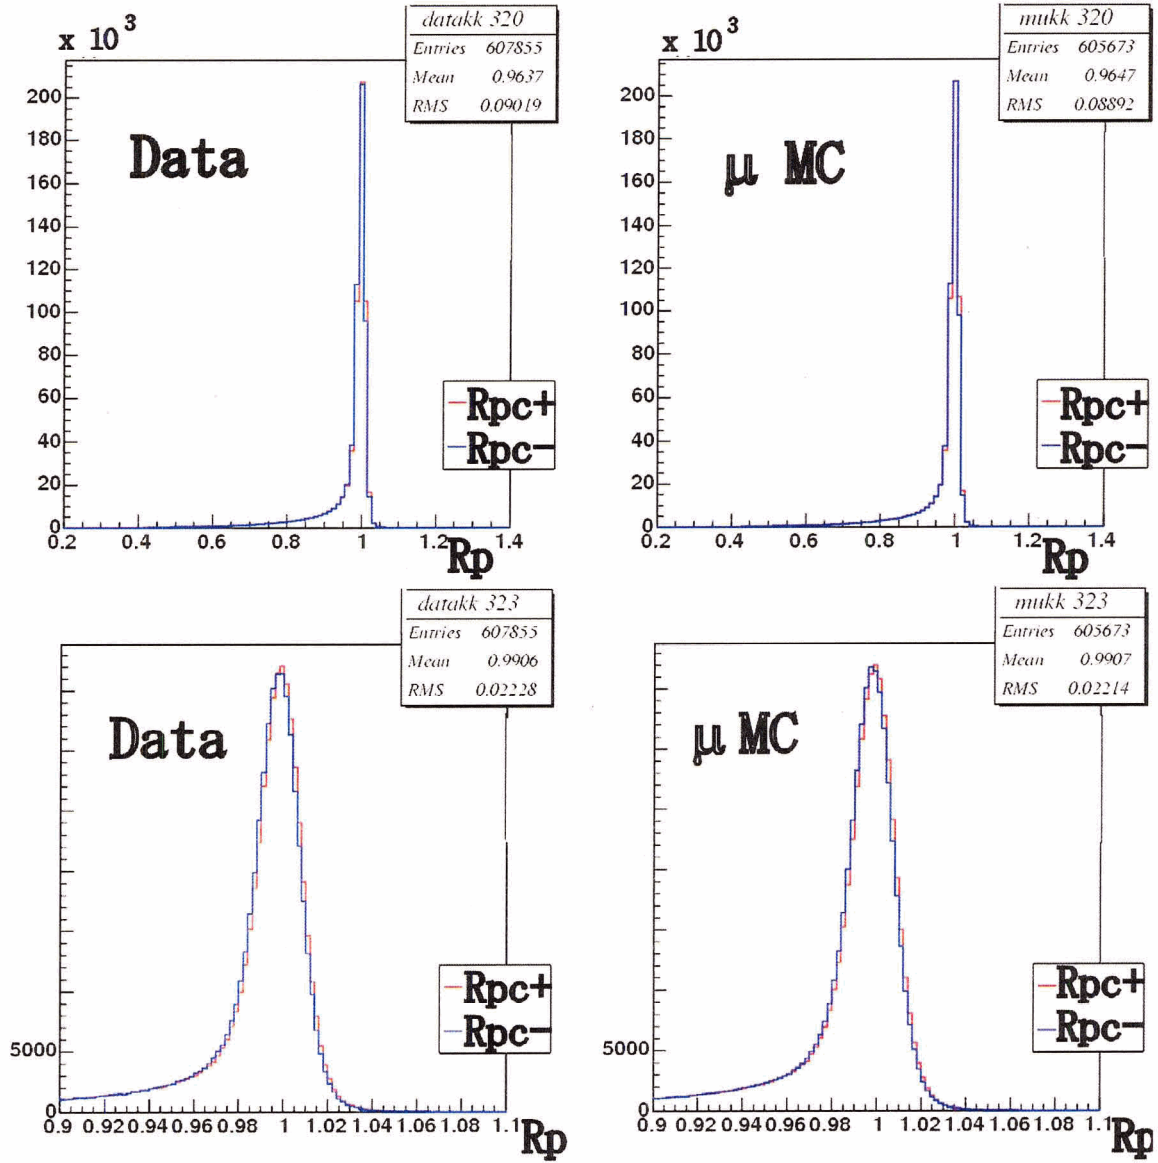 x 10³
datakk 320
Entries 607855
Mean 0.9637
RMS 0.09019
Data
200
180
160
140
120
100
80
60
40
20
0
Rpc+
Rpc-
0.2 0.4 0.6 0.8 1 1.2 1.4
Rp
x 10³
mukk 320
Entries 605673
Mean 0.9647
RMS 0.08892
μ MC
200
180
160
140
120
100
80
60
40
20
0
Rpc+
Rpc-
0.2 0.4 0.6 0.8 1 1.2 1.4
Rp
datakk 323
Entries 607855
Mean 0.9906
RMS 0.02228
Data
Rpc+
Rpc-
5000
0
0.9 0.92 0.94 0.96 0.98 1 1.02 1.04 1.06 1.08 1.1
Rp
mukk 323
Entries 605673
Mean 0.9907
RMS 0.02214
μ MC
Rpc+
Rpc-
5000
0
0.9 0.92 0.94 0.96 0.98 1 1.02 1.04 1.06 1.08 1.1
Rp